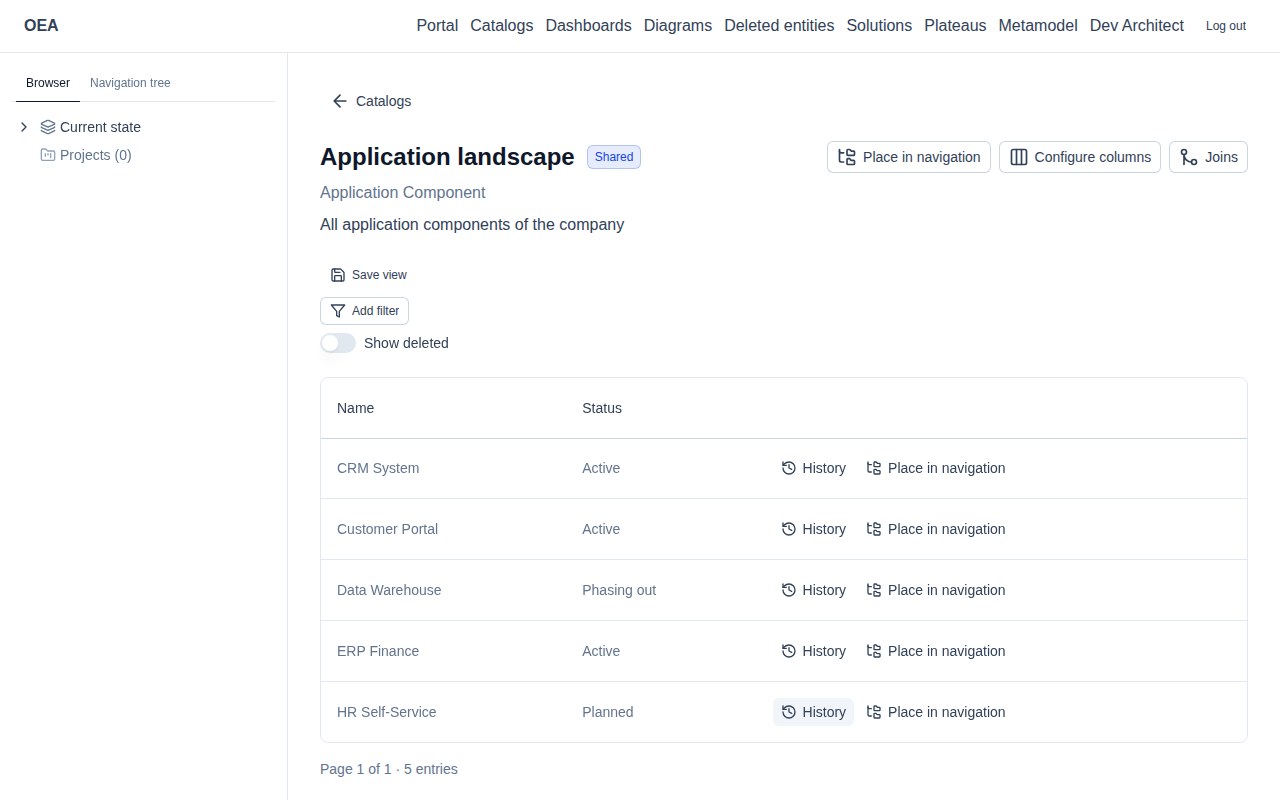 OEA
Portal Catalogs Dashboards Diagrams Deleted entities Solutions Plateaus Metamodel Dev Architect Log out
Browser Navigation tree
Current state
Projects (0)
Catalogs
Application landscape Shared
Place in navigation Configure columns Joins
Application Component
All application components of the company
Save view
Add filter
Show deleted
Name Status
CRM System Active History Place in navigation
Customer Portal Active History Place in navigation
Data Warehouse Phasing out History Place in navigation
ERP Finance Active History Place in navigation
HR Self-Service Planned History Place in navigation
Page 1 of 1 · 5 entries